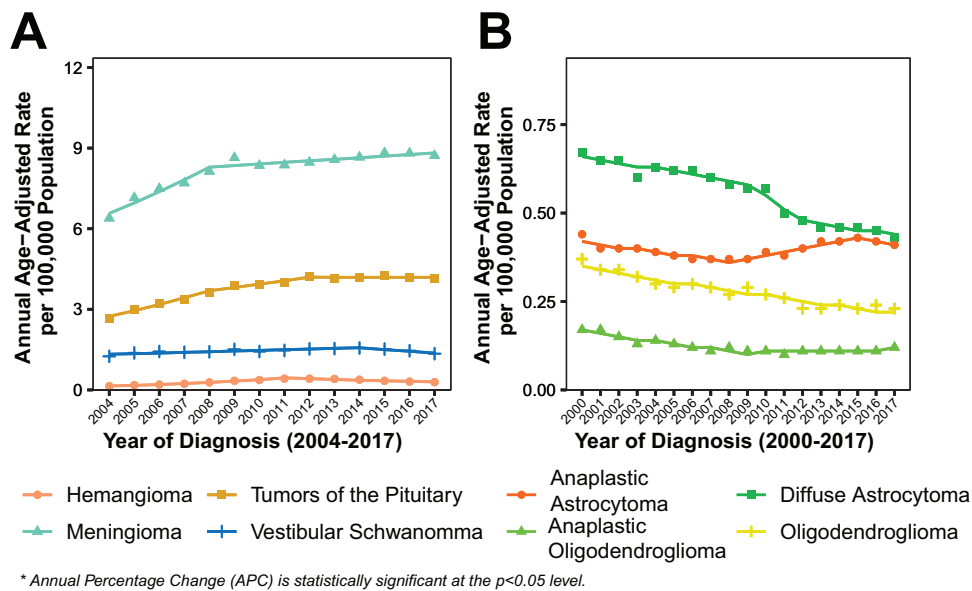 A
B
Annual Age−Adjusted Rate
per 100,000 Population
12
9
6
3
0
2004
2005
2006
2007
2008
2009
2010
2011
2012
2013
2014
2015
2016
2017
Year of Diagnosis (2004-2017)
Annual Age−Adjusted Rate
per 100,000 Population
0.75
0.50
0.25
0.00
2000
2001
2002
2003
2004
2005
2006
2007
2008
2009
2010
2011
2012
2013
2014
2015
2016
2017
Year of Diagnosis (2000-2017)
Hemangioma
Tumors of the Pituitary
Meningioma
Vestibular Schwanomma
Anaplastic
Astrocytoma
Diffuse Astrocytoma
Anaplastic
Oligodendroglioma
Oligodendroglioma
* Annual Percentage Change (APC) is statistically significant at the p<0.05 level.